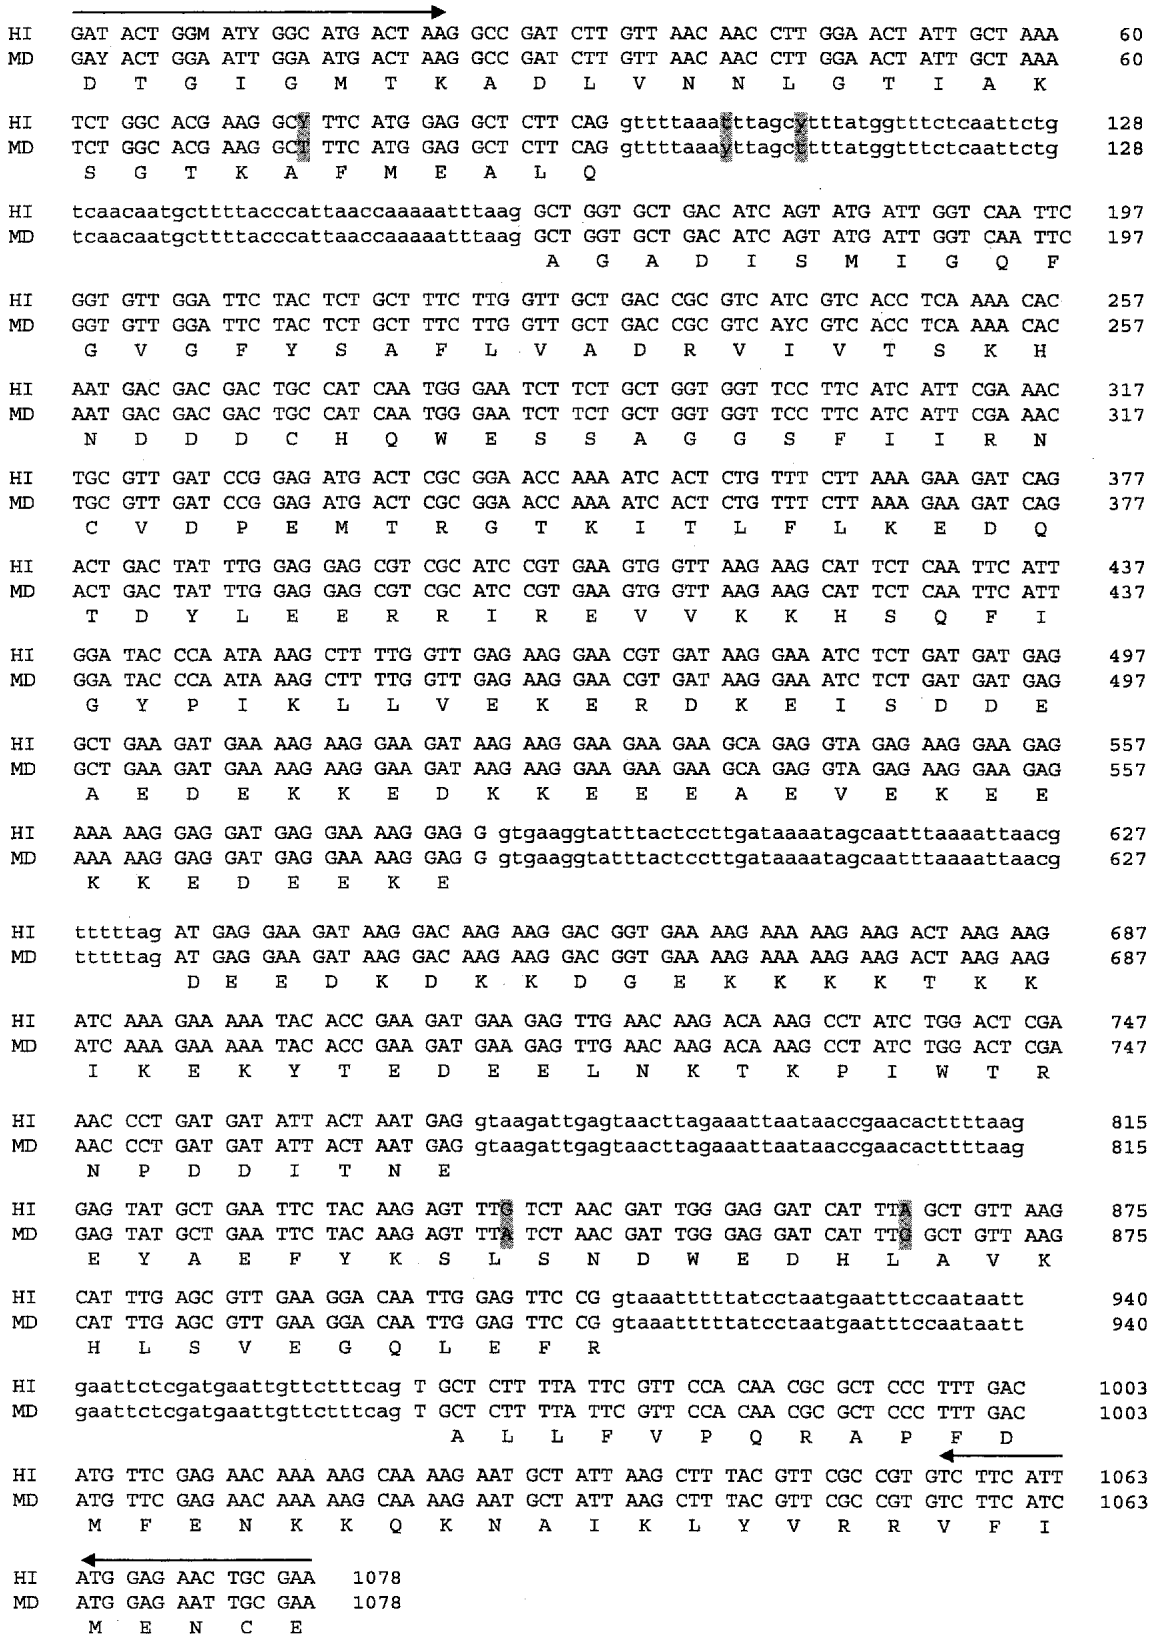 HI GAT ACT GGM ATY GGC ATG ACT AAG GCC GAT CTT GTT AAC AAC CTT GGA ACT ATT GCT AAA 60
MD GAY ACT GGA ATT GGA ATG ACT AAG GCC GAT CTT GTT AAC AAC CTT GGA ACT ATT GCT AAA 60
D T G I G M T K A D L V N N L G T I A K
HI TCT GGC ACG AAG GCY TTC ATG GAG GCT CTT CAG gttttaaatttagcytttatggtttctcaattctg 128
MD TCT GGC ACG AAG GCT TTC ATG GAG GCT CTT CAG gttttaaayttagcttttatggtttctcaattctg 128
S G T K A F M E A L Q
HI tcaacaatgcttttacccattaaccaaaaatttaag GCT GGT GCT GAC ATC AGT ATG ATT GGT CAA TTC 197
MD tcaacaatgcttttacccattaaccaaaaatttaag GCT GGT GCT GAC ATC AGT ATG ATT GGT CAA TTC 197
A G A D I S M I G Q F
HI GGT GTT GGA TTC TAC TCT GCT TTC TTG GTT GCT GAC CGC GTC ATC GTC ACC TCA AAA CAC 257
MD GGT GTT GGA TTC TAC TCT GCT TTC TTG GTT GCT GAC CGC GTC AYC GTC ACC TCA AAA CAC 257
G V G F Y S A F L V A D R V I V T S K H
HI AAT GAC GAC GAC TGC CAT CAA TGG GAA TCT TCT GCT GGT GGT TCC TTC ATC ATT CGA AAC 317
MD AAT GAC GAC GAC TGC CAT CAA TGG GAA TCT TCT GCT GGT GGT TCC TTC ATC ATT CGA AAC 317
N D D D C H Q W E S S A G G S F I I R N
HI TGC GTT GAT CCG GAG ATG ACT CGC GGA ACC AAA ATC ACT CTG TTT CTT AAA GAA GAT CAG 377
MD TGC GTT GAT CCG GAG ATG ACT CGC GGA ACC AAA ATC ACT CTG TTT CTT AAA GAA GAT CAG 377
C V D P E M T R G T K I T L F L K E D Q
HI ACT GAC TAT TTG GAG GAG CGT CGC ATC CGT GAA GTG GTT AAG AAG CAT TCT CAA TTC ATT 437
MD ACT GAC TAT TTG GAG GAG CGT CGC ATC CGT GAA GTG GTT AAG AAG CAT TCT CAA TTC ATT 437
T D Y L E E R R I R E V V K K H S Q F I
HI GGA TAC CCA ATA AAG CTT TTG GTT GAG AAG GAA CGT GAT AAG GAA ATC TCT GAT GAT GAG 497
MD GGA TAC CCA ATA AAG CTT TTG GTT GAG AAG GAA CGT GAT AAG GAA ATC TCT GAT GAT GAG 497
G Y P I K L L V E K E R D K E I S D D E
HI GCT GAA GAT GAA AAG AAG GAA GAT AAG AAG GAA GAA GAA GCA GAG GTA GAG AAG GAA GAG 557
MD GCT GAA GAT GAA AAG AAG GAA GAT AAG AAG GAA GAA GAA GCA GAG GTA GAG AAG GAA GAG 557
A E D E K K E D K K E E E A E V E K E E
HI AAA AAG GAG GAT GAG GAA AAG GAG G gtgaaggtatttactccttgataaaatagcaatttaaaattaacg 627
MD AAA AAG GAG GAT GAG GAA AAG GAG G gtgaaggtatttactccttgataaaatagcaatttaaaattaacg 627
K K E D E E K E
HI tttttag AT GAG GAA GAT AAG GAC AAG AAG GAC GGT GAA AAG AAA AAG AAG ACT AAG AAG 687
MD tttttag AT GAG GAA GAT AAG GAC AAG AAG GAC GGT GAA AAG AAA AAG AAG ACT AAG AAG 687
D E E D K D K K D G E K K K K T K K
HI ATC AAA GAA AAA TAC ACC GAA GAT GAA GAG TTG AAC AAG ACA AAG CCT ATC TGG ACT CGA 747
MD ATC AAA GAA AAA TAC ACC GAA GAT GAA GAG TTG AAC AAG ACA AAG CCT ATC TGG ACT CGA 747
I K E K Y T E D E E L N K T K P I W T R
HI AAC CCT GAT GAT ATT ACT AAT GAG gtaagattgagtaacttagaaattaataaccgaacacttttaag 815
MD AAC CCT GAT GAT ATT ACT AAT GAG gtaagattgagtaacttagaaattaataaccgaacacttttaag 815
N P D D I T N E
HI GAG TAT GCT GAA TTC TAC AAG AGT TTG TCT AAC GAT TGG GAG GAT CAT TTA GCT GTT AAG 875
MD GAG TAT GCT GAA TTC TAC AAG AGT TTA TCT AAC GAT TGG GAG GAT CAT TTG GCT GTT AAG 875
E Y A E F Y K S L S N D W E D H L A V K
HI CAT TTG AGC GTT GAA GGA CAA TTG GAG TTC CG gtaaatttttatcctaatgaatttccaataatt 940
MD CAT TTG AGC GTT GAA GGA CAA TTG GAG TTC CG gtaaatttttatcctaatgaatttccaataatt 940
H L S V E G Q L E F R
HI gaattctcgatgaattgttctttcag T GCT CTT TTA TTC GTT CCA CAA CGC GCT CCC TTT GAC 1003
MD gaattctcgatgaattgttctttcag T GCT CTT TTA TTC GTT CCA CAA CGC GCT CCC TTT GAC 1003
A L L F V P Q R A P F D
HI ATG TTC GAG AAC AAA AAG CAA AAG AAT GCT ATT AAG CTT TAC GTT CGC CGT GTC TTC ATT 1063
MD ATG TTC GAG AAC AAA AAG CAA AAG AAT GCT ATT AAG CTT TAC GTT CGC CGT GTC TTC ATC 1063
M F E N K K Q K N A I K L Y V R R V F I
HI ATG GAG AAC TGC GAA 1078
MD ATG GAG AAT TGC GAA 1078
M E N C E